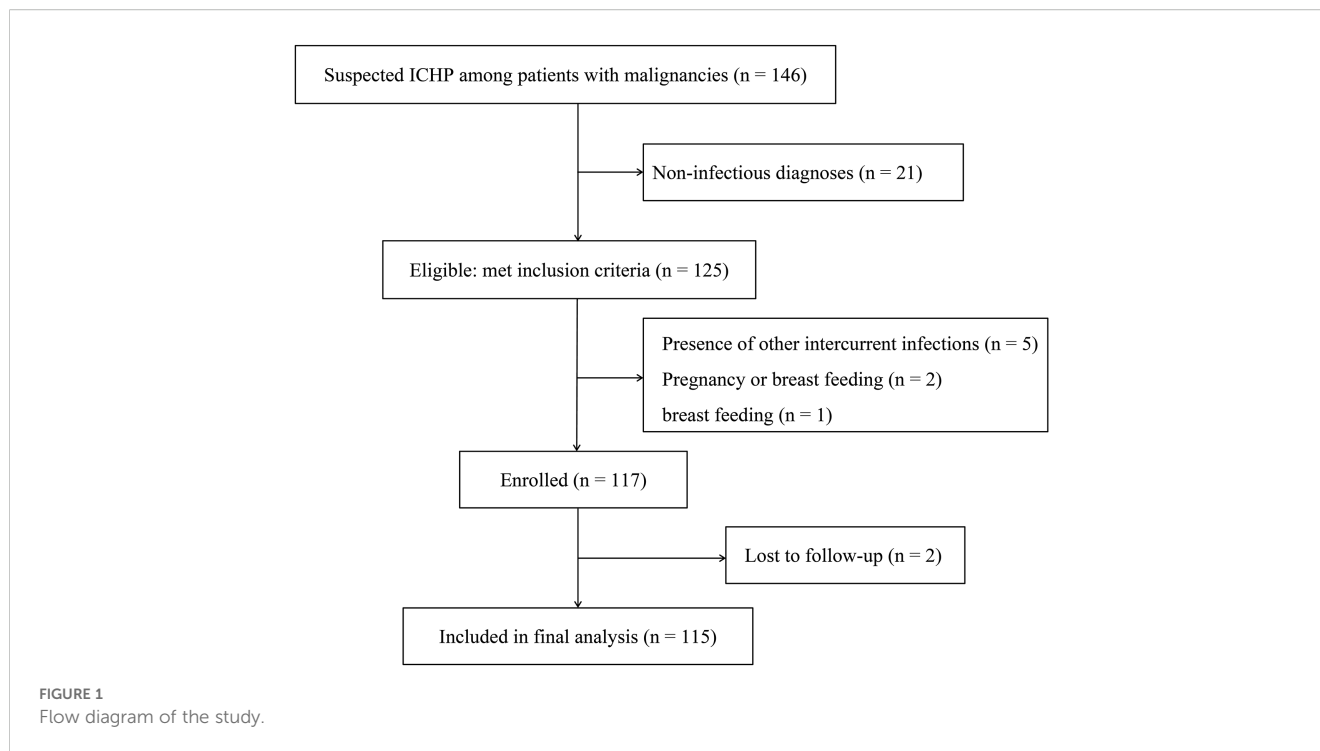 Suspected ICHP among patients with malignancies (n = 146)
Non-infectious diagnoses (n = 21)
Eligible: met inclusion criteria (n = 125)
Presence of other intercurrent infections (n = 5)
Pregnancy or breast feeding (n = 2)
breast feeding (n = 1)
Enrolled (n = 117)
Lost to follow-up (n = 2)
Included in final analysis (n = 115)
FIGURE 1
Flow diagram of the study.